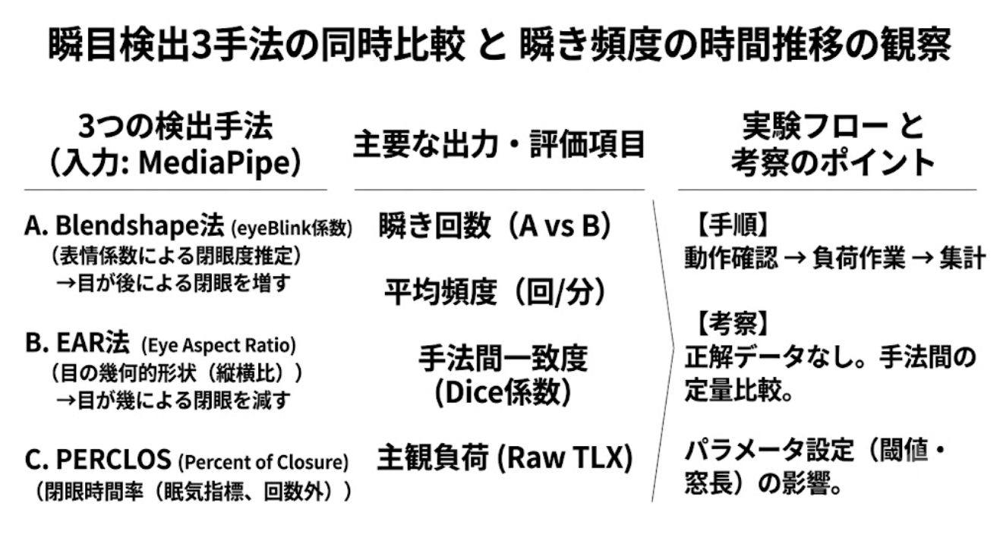 瞬目検出3手法の同時比較 と 瞬き頻度の時間推移の観察
3つの検出手法
（入力: MediaPipe）
A. Blendshape法 (eyeBlink係数)
（表情係数による閉眼度推定）
→目が後による閉眼を増す
B. EAR法 (Eye Aspect Ratio)
（目の幾何的形状（縦横比））
→目が幾による閉眼を減す
C. PERCLOS (Percent of Closure)
（閉眼時間率（眠気指標、回数外））
主要な出力・評価項目
瞬き回数（A vs B）
平均頻度（回/分）
手法間一致度
(Dice係数）
主観負荷 (Raw TLX)
実験フロー と
考察のポイント
【手順】
動作確認 → 負荷作業 → 集計
【考察】
正解データなし。手法間の
定量比較。
パラメータ設定（閾値・
窓長）の影響。